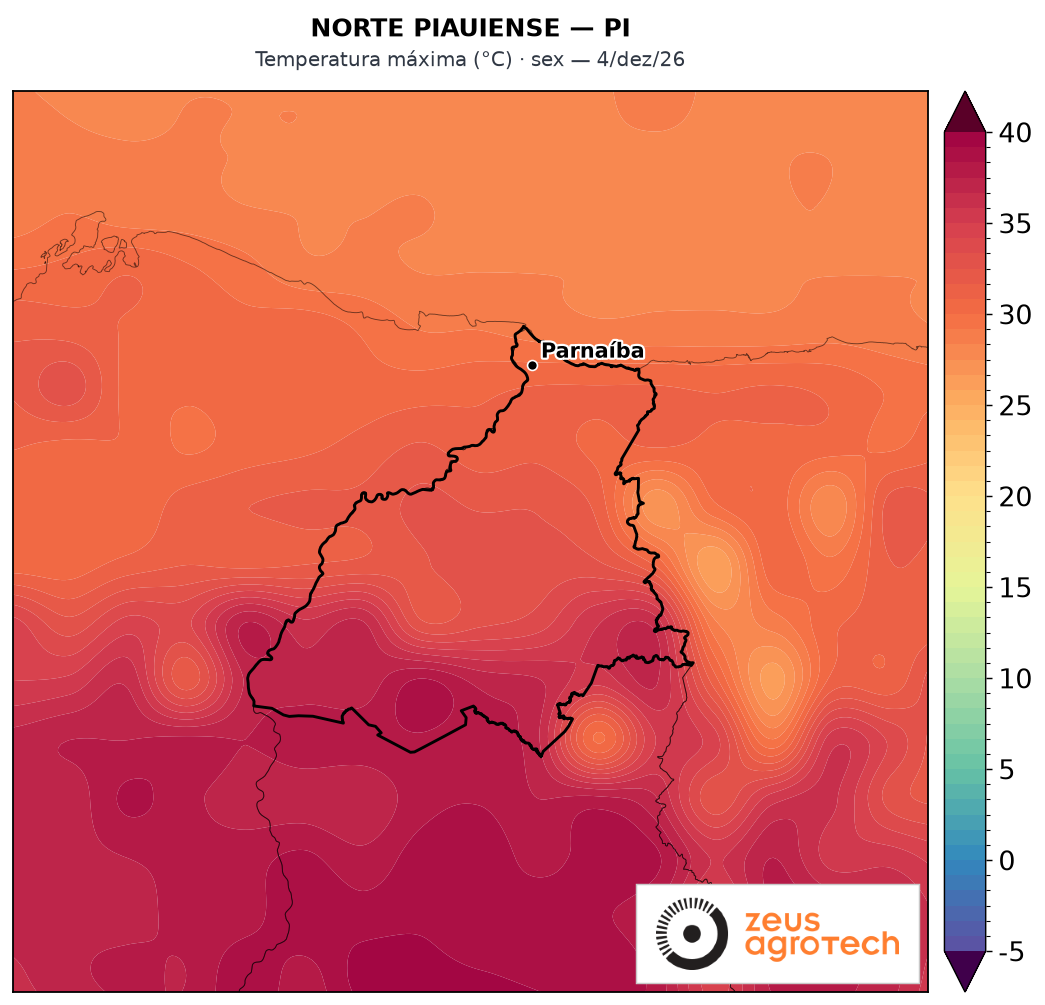 NORTE PIAUIENSE — PI
Temperatura máxima (°C) · sex — 4/dez/26
Parnaíba
40
35
30
25
20
15
10
5
0
-5
zeus
agroTech